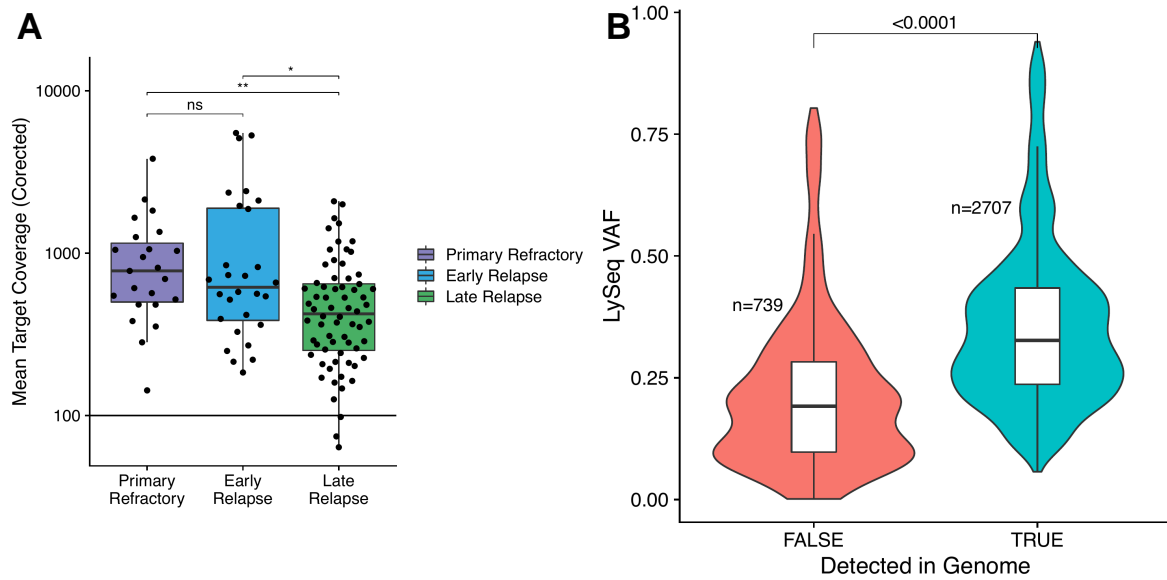 A
Mean Target Coverage (Corected)
10000
1000
100
ns
**
*
Primary
Refractory
Early
Relapse
Late
Relapse
Primary Refractory
Early Relapse
Late Relapse
B
LySeq VAF
1.00
0.75
0.50
0.25
0.00
<0.0001
n=739
n=2707
FALSE
TRUE
Detected in Genome